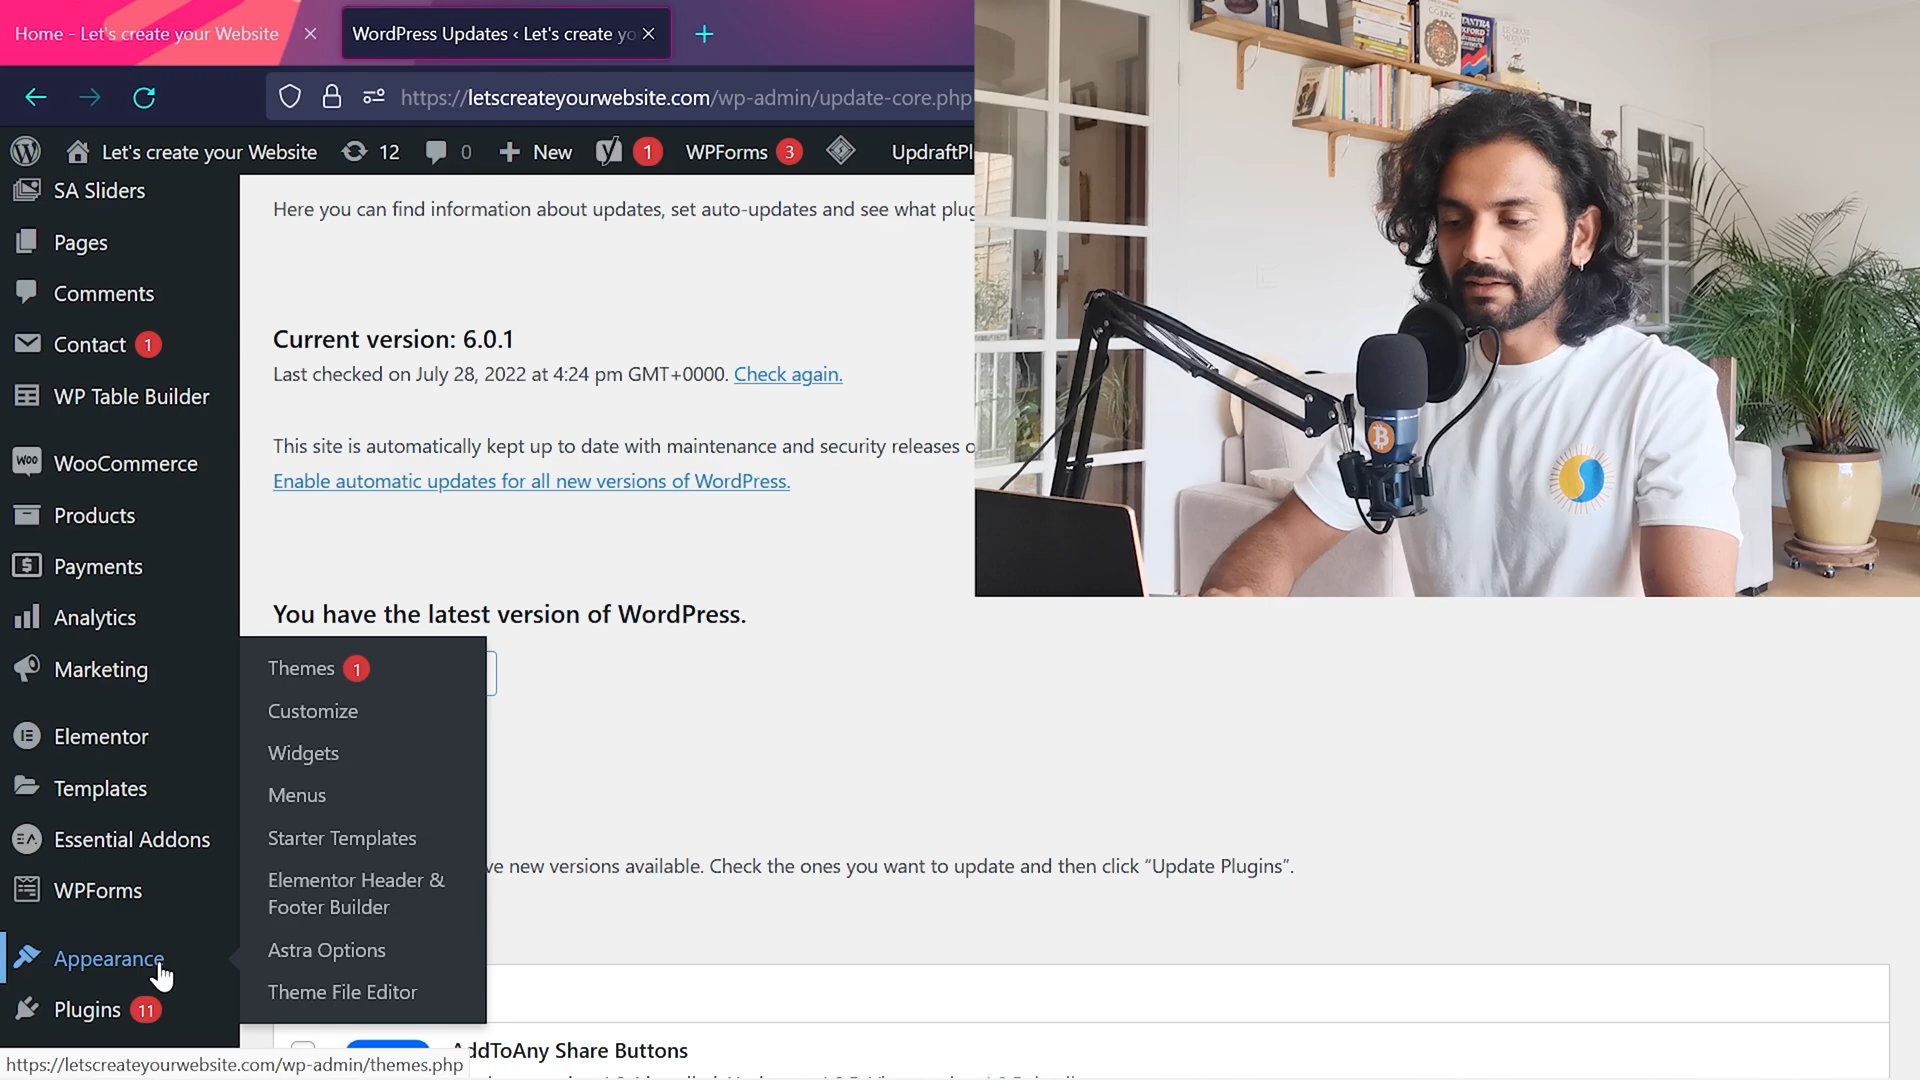 Home - Let's create your Website
WordPress Updates ‹ Let's create yo
https://letscreateyourwebsite.com/wp-admin/update-core.php
Let's create your Website
12
0
New
1
WPForms 3
UpdraftPl
SA Sliders
Pages
Comments
Contact 1
WP Table Builder
WOO WooCommerce
Products
Payments
Analytics
Marketing
Elementor
Templates
Essential Addons
WPForms
Appearance
Plugins 11
Themes 1
Customize
Widgets
Menus
Starter Templates
Elementor Header &
Footer Builder
Astra Options
Theme File Editor
Here you can find information about updates, set auto-updates and see what plug
Current version: 6.0.1
Last checked on July 28, 2022 at 4:24 pm GMT+0000. Check again.
This site is automatically kept up to date with maintenance and security releases o
Enable automatic updates for all new versions of WordPress.
You have the latest version of WordPress.
ve new versions available. Check the ones you want to update and then click “Update Plugins”.
AddToAny Share Buttons
https://letscreateyourwebsite.com/wp-admin/themes.php
C.G. JUNG
TANTRA
OXFORD